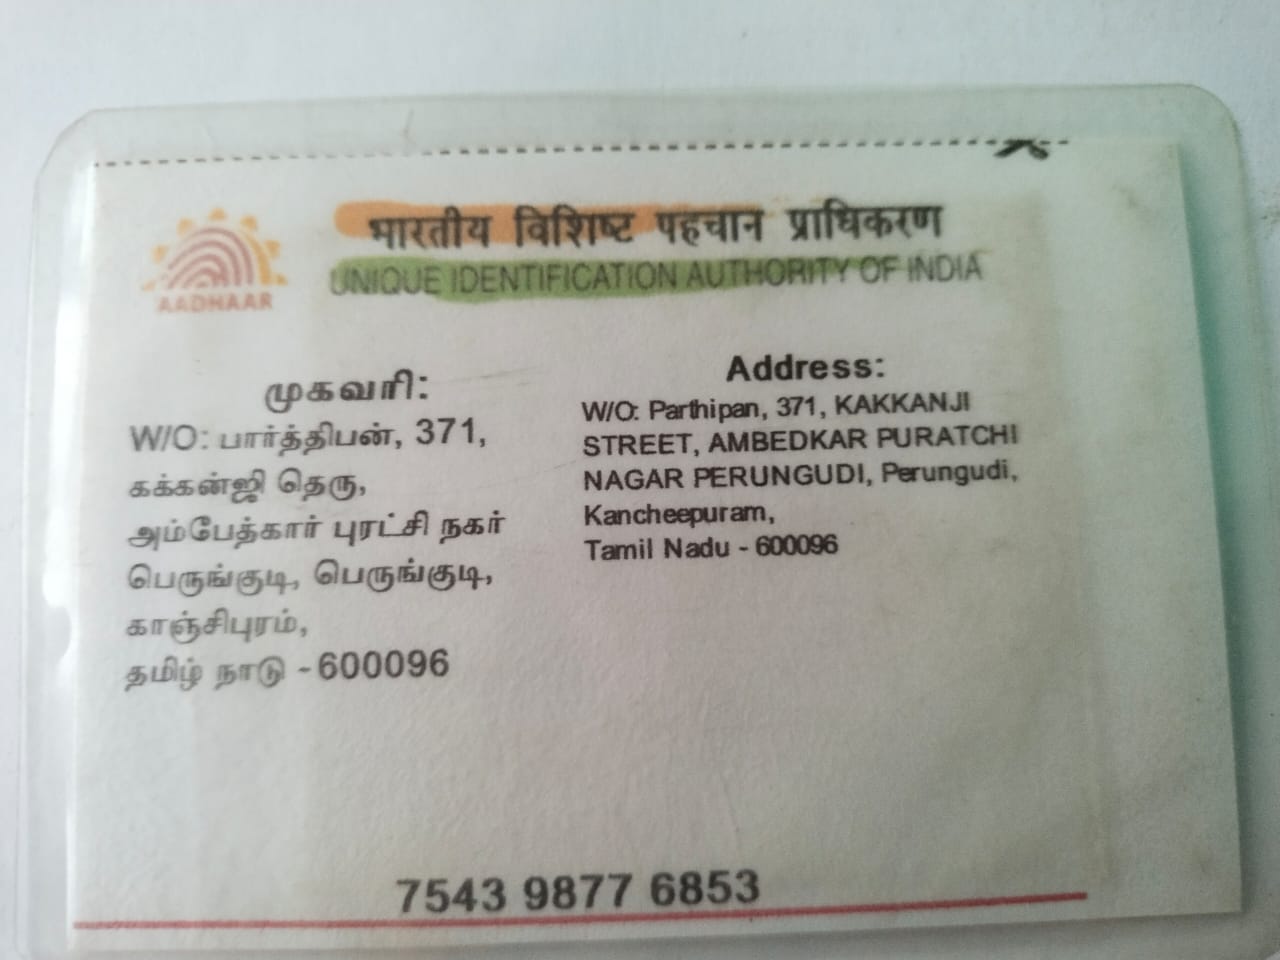 भारतीय विशिष्ट पहचान प्राधिकरण
UNIQUE IDENTIFICATION AUTHORITY OF INDIA
AADHAAR
முகவரி:
W/O: பார்த்திபன், 371,
கக்கன்ஜி தெரு,
அம்பேத்கார் புரட்சி நகர்
பெருங்குடி, பெருங்குடி,
காஞ்சிபுரம்,
தமிழ் நாடு - 600096
Address:
W/O: Parthipan, 371, KAKKANJI
STREET, AMBEDKAR PURATCHI
NAGAR PERUNGUDI, Perungudi,
Kancheepuram,
Tamil Nadu - 600096
7543 9877 6853